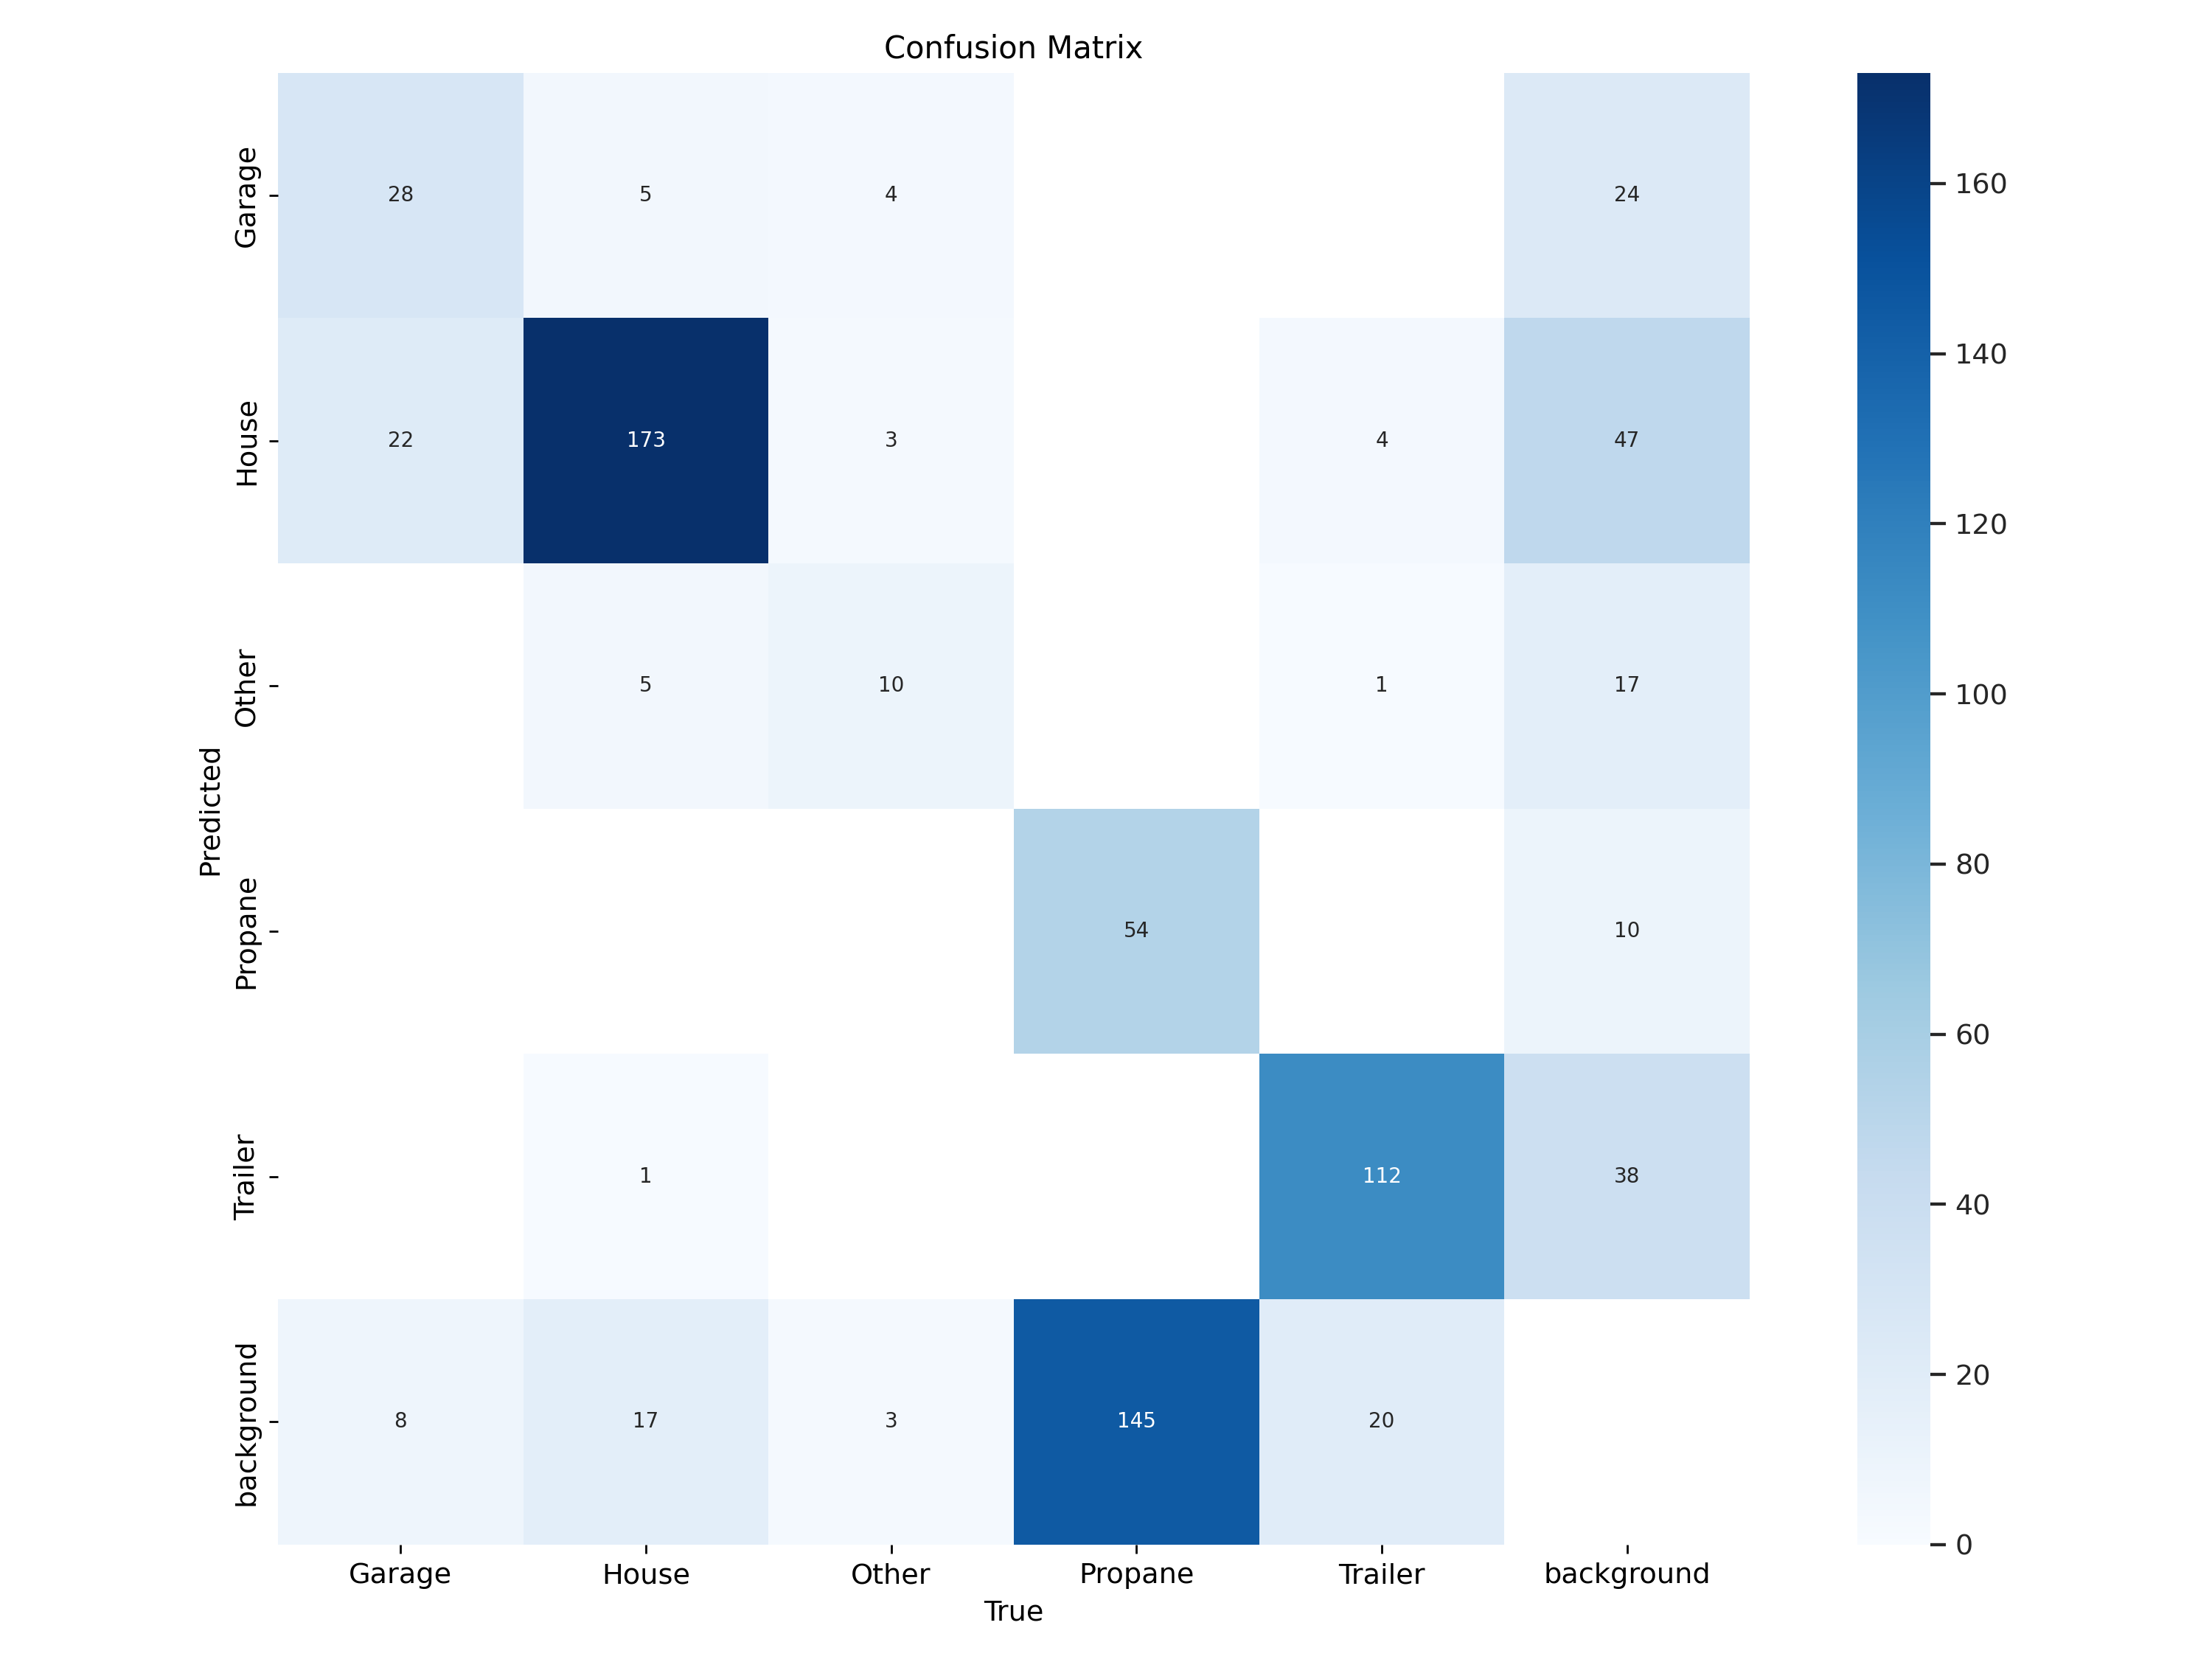 Confusion Matrix
Garage
28 5 4 24
160
House
22 173 3 4 47
140
120
Other
5 10 1 17
100
Predicted
80
Propane
54 10
60
Trailer
1 112 38
40
background
8 17 3 145 20
20
0
Garage House Other Propane Trailer background
True